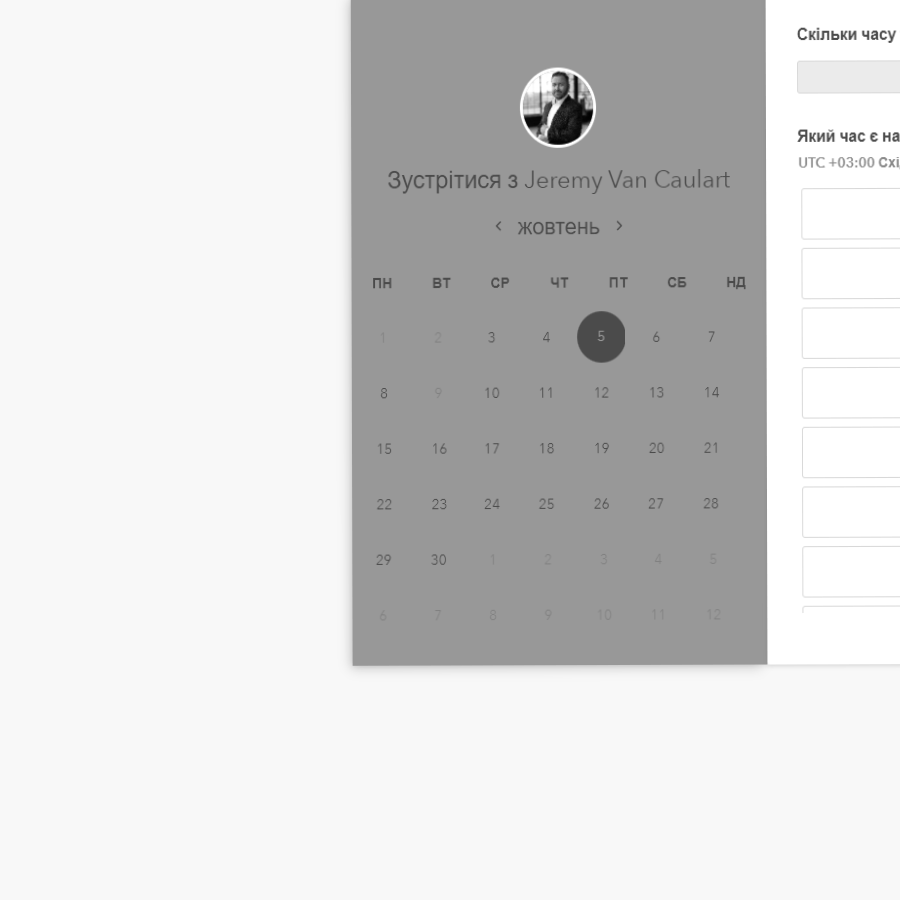 Скільки часу
Який час є на
UTC +03:00 Схі
Зустрітися з Jeremy Van Caulart
‹ жовтень ›
ПН ВТ СР ЧТ ПТ СБ НД
1 2 3 4 5 6 7
8 9 10 11 12 13 14
15 16 17 18 19 20 21
22 23 24 25 26 27 28
29 30 1 2 3 4 5
6 7 8 9 10 11 12